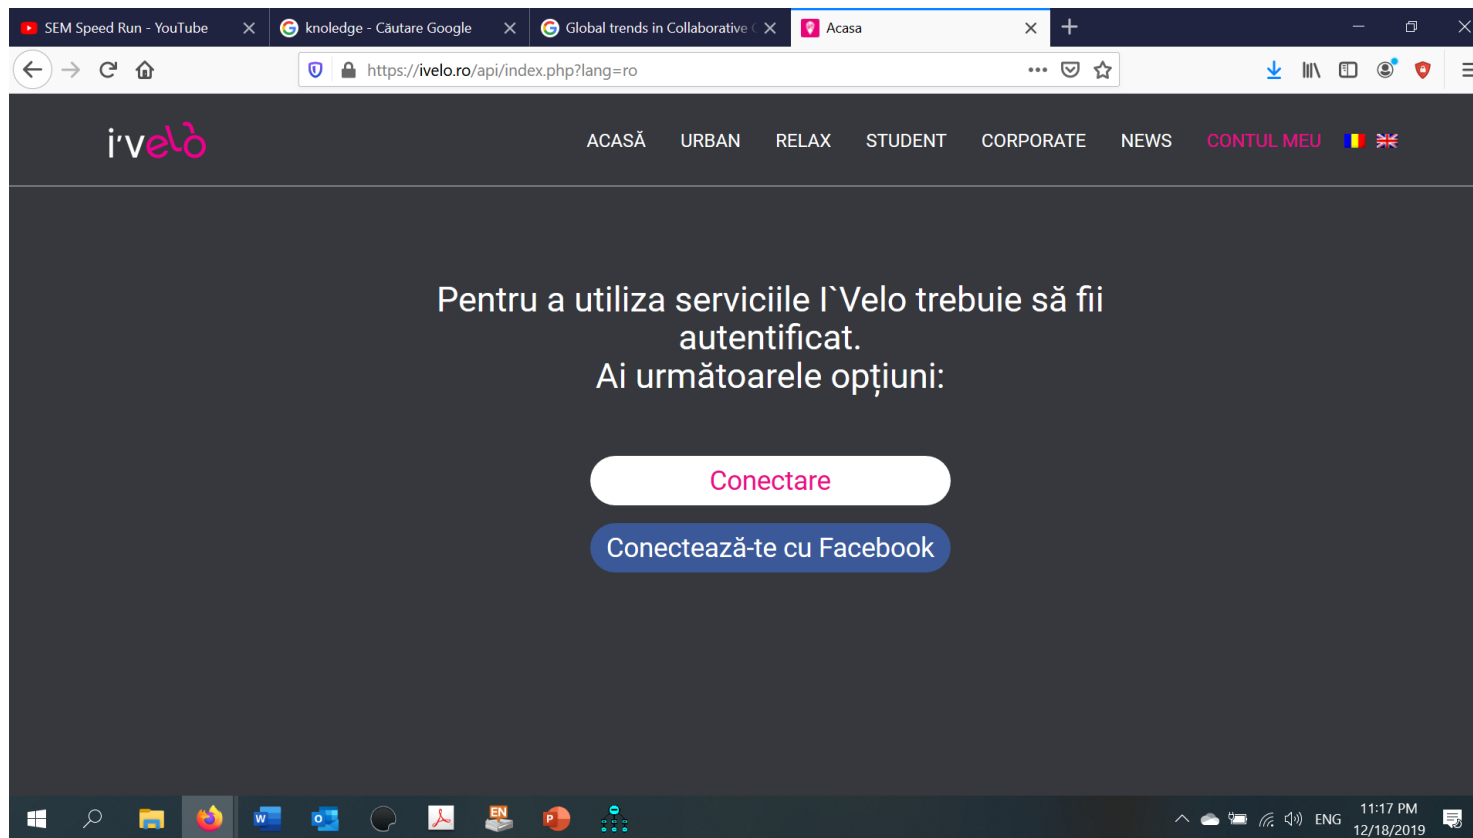 SEM Speed Run - YouTube
knoledge - Căutare Google
Global trends in Collaborative C
Acasa
https://ivelo.ro/api/index.php?lang=ro
i'velò
ACASĂ URBAN RELAX STUDENT CORPORATE NEWS CONTUL MEU
Pentru a utiliza serviciile I`Velo trebuie să fii
autentificat.
Ai următoarele opțiuni:
Conectare
Conectează-te cu Facebook
EN
ENG
11:17 PM
12/18/2019